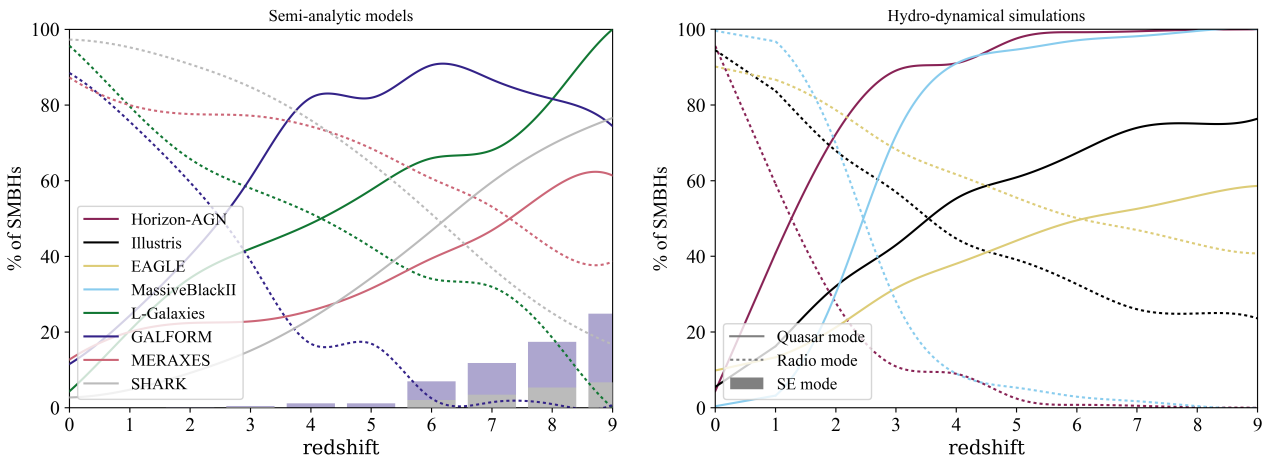 Semi-analytic models
100
80
60
40
20
0
% of SMBHs
Horizon-AGN
Illustris
EAGLE
MassiveBlackII
L-Galaxies
GALFORM
MERAXES
SHARK
0 1 2 3 4 5 6 7 8 9
redshift
Hydro-dynamical simulations
100
80
60
40
20
0
% of SMBHs
Quasar mode
Radio mode
SE mode
0 1 2 3 4 5 6 7 8 9
redshift